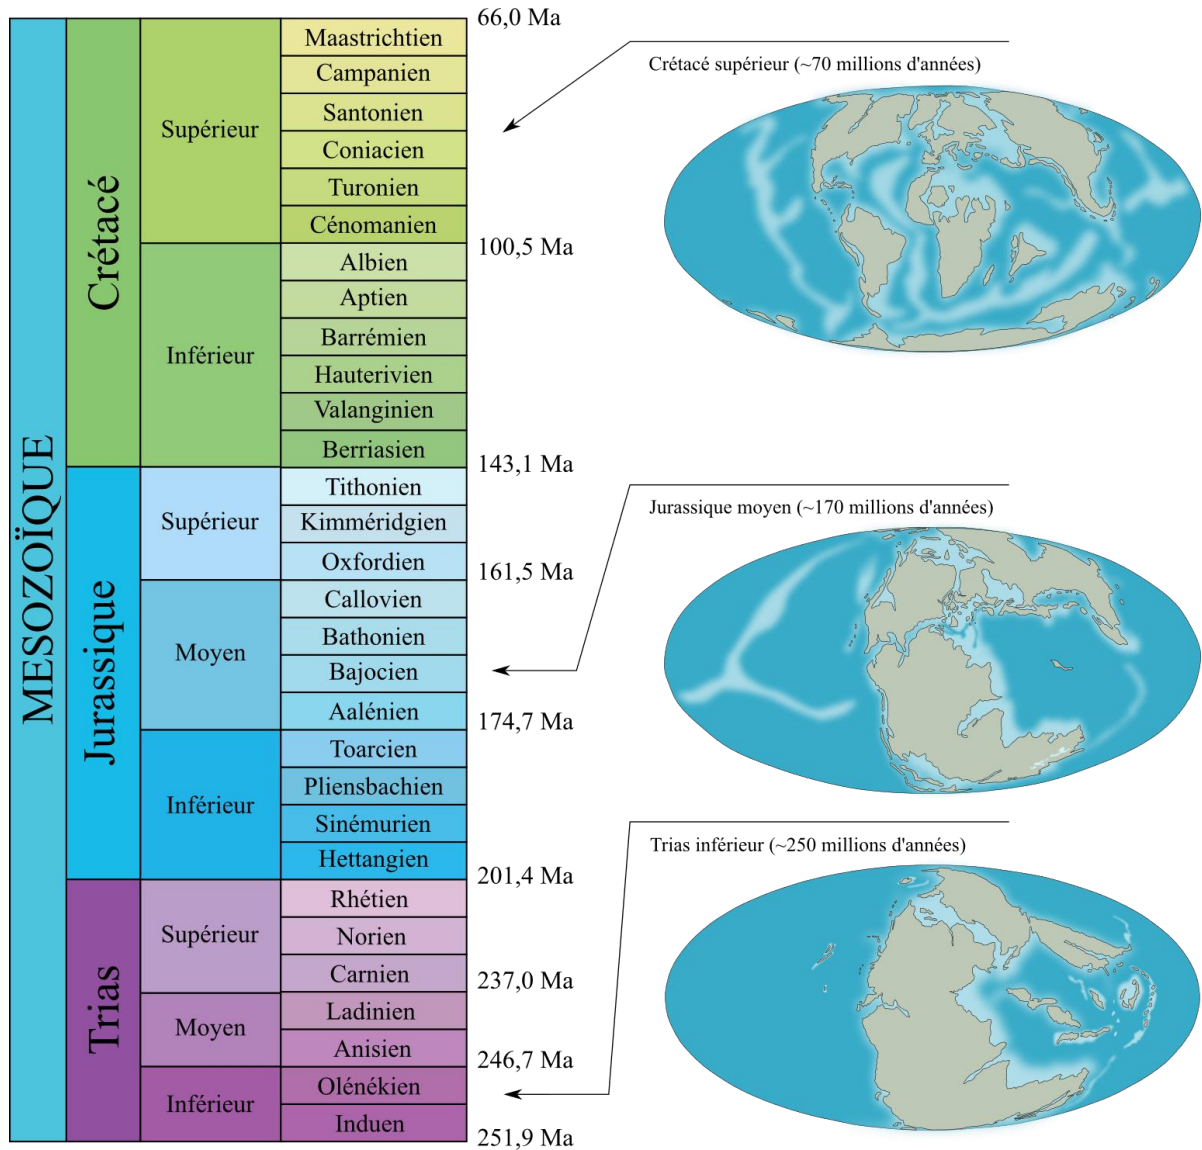 MESOZOÏQUE
Crétacé
Supérieur
Maastrichtien
Campanien
Santonien
Coniacien
Turonien
Cénomanien
Inférieur
Albien
Aptien
Barrémien
Hauterivien
Valanginien
Berriasien
Jurassique
Supérieur
Tithonien
Kimméridgien
Oxfordien
Moyen
Callovien
Bathonien
Bajocien
Aalénien
Inférieur
Toarcien
Pliensbachien
Sinémurien
Hettangien
Trias
Supérieur
Rhétien
Norien
Carnien
Moyen
Ladinien
Anisien
Inférieur
Olénékien
Induen
66,0 Ma
100,5 Ma
143,1 Ma
161,5 Ma
174,7 Ma
201,4 Ma
237,0 Ma
246,7 Ma
251,9 Ma
Crétacé supérieur (~70 millions d'années)
Jurassique moyen (~170 millions d'années)
Trias inférieur (~250 millions d'années)